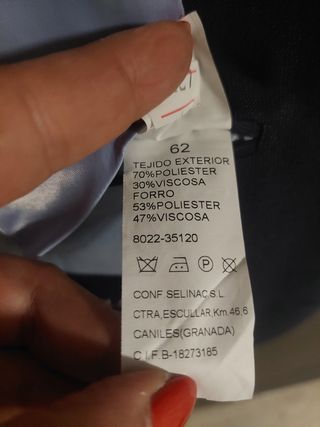 62
TEJIDO EXTERIOR
70%POLIESTER
30%VISCOSA
FORRO
53%POLIESTER
47%VISCOSA
8022-35120
P
CONF SELINAC S.L.
CTRA,ESCULLAR,Km.46,6
CANILES(GRANADA)
C.I.F.B-18273185